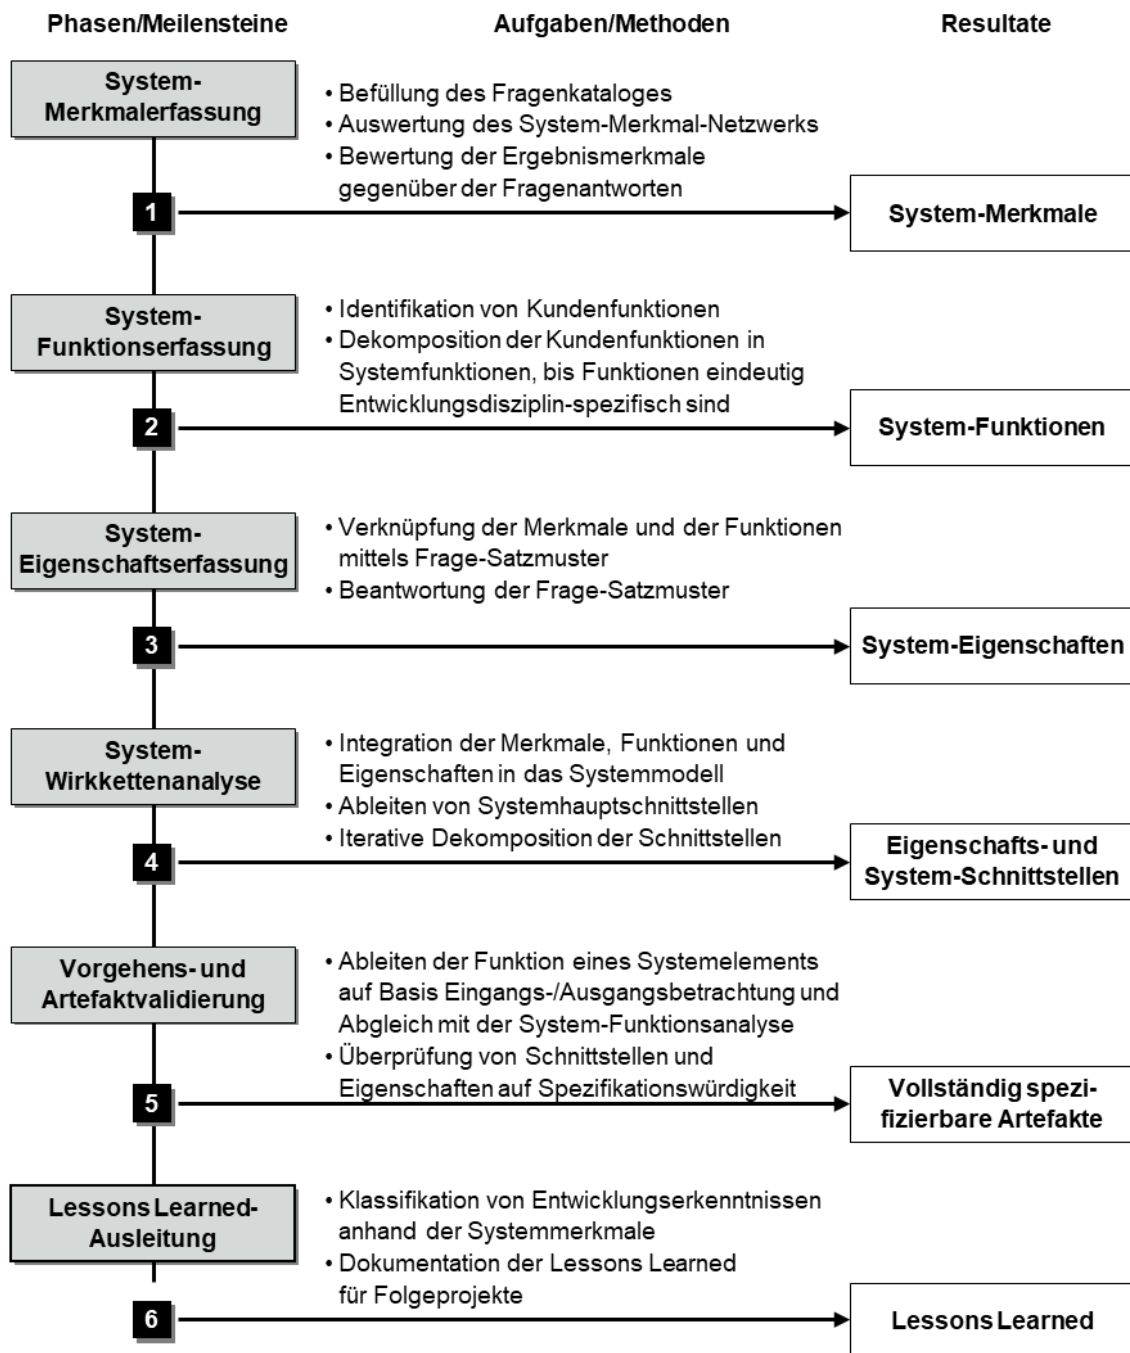 Phasen/Meilensteine
Aufgaben/Methoden
Resultate
System-
Merkmalerfassung
• Befüllung des Fragenkataloges
• Auswertung des System-Merkmal-Netzwerks
• Bewertung der Ergebnismerkmale
gegenüber der Fragenantworten
1
System-Merkmale
System-
Funktionserfassung
• Identifikation von Kundenfunktionen
• Dekomposition der Kundenfunktionen in
Systemfunktionen, bis Funktionen eindeutig
Entwicklungsdisziplin-spezifisch sind
2
System-Funktionen
System-
Eigenschaftserfassung
• Verknüpfung der Merkmale und der Funktionen
mittels Frage-Satzmuster
• Beantwortung der Frage-Satzmuster
3
System-Eigenschaften
System-
Wirkkettenanalyse
• Integration der Merkmale, Funktionen und
Eigenschaften in das Systemmodell
• Ableiten von Systemhauptschnittstellen
• Iterative Dekomposition der Schnittstellen
4
Eigenschafts- und
System-Schnittstellen
Vorgehens- und
Artefaktvalidierung
• Ableiten der Funktion eines Systemelements
auf Basis Eingangs-/Ausgangsbetrachtung und
Abgleich mit der System-Funktionsanalyse
• Überprüfung von Schnittstellen und
Eigenschaften auf Spezifikationswürdigkeit
5
Vollständig spezi-
fizierbare Artefakte
Lessons Learned-
Ausleitung
• Klassifikation von Entwicklungserkenntnissen
anhand der Systemmerkmale
• Dokumentation der Lessons Learned
für Folgeprojekte
6
Lessons Learned